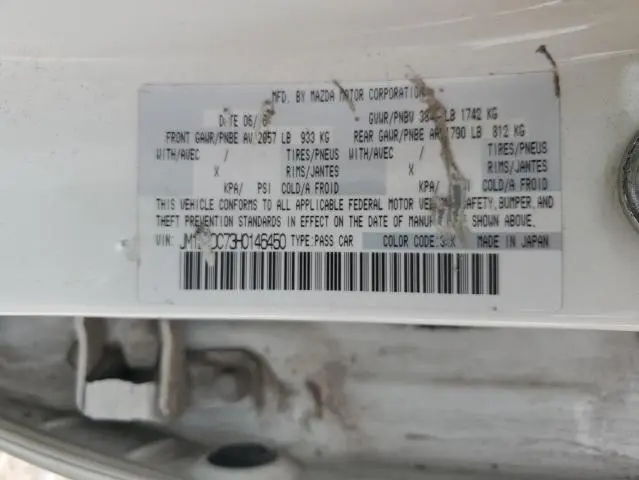 MFD. BY MAZDA MOTOR CORPORATION
DATE GVWR/PNBV LB 1742 KG
FRONT GAWR/PNBE AV 2057 LB 933 KG REAR GAWR/PNBE LB 812 KG
WITH/AVEC / TIRES/PNEUS WITH/AVEC / TIRES/PNEUS
X RIMS/JANTES X RIMS/JANTES
KPA/ PSI COLD/A FROID KPA/ COLD/A FROID
THIS VEHICLE CONFORMS TO ALL APPLICABLE FEDERAL MOTOR SAFETY, BUMPER, AND
THEFT PREVENTION STANDARDS IN EFFECT ON THE DATE OF SHOWN ABOVE.
VIN: TYPE:PASS CAR COLOR CODE: MADE IN JAPAN